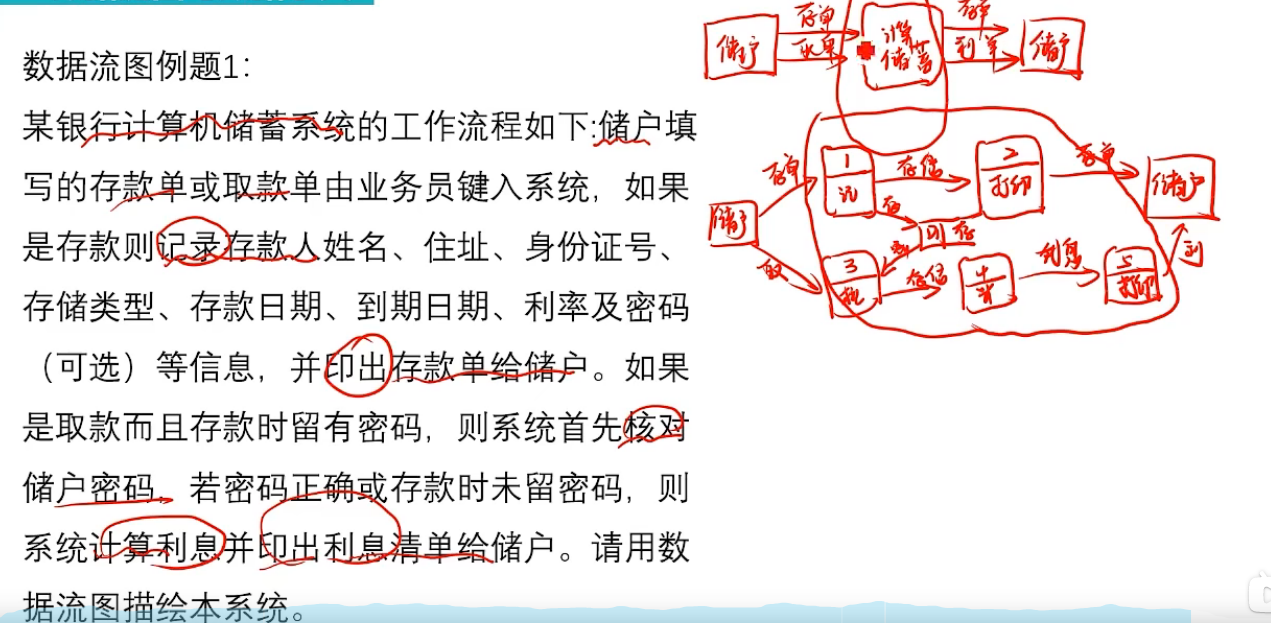 数据流图例题1：
某银行计算机储蓄系统的工作流程如下:储户填
写的存款单或取款单由业务员键入系统，如果
是存款则记录存款人姓名、住址、身份证号、
存储类型、存款日期、到期日期、利率及密码
（可选）等信息，并印出存款单给储户。如果
是取款而且存款时留有密码，则系统首先核对
储户密码，若密码正确或存款时未留密码，则
系统计算利息并印出利息清单给储户。请用数
据流图描绘本系统。
储户
存单
取单
计算
储蓄
存单
利单
储户
储户
存单
取
1
记
存信
2
打印
存单
储户
存
存
3
核
存信
4
计
利息
5
打印
利